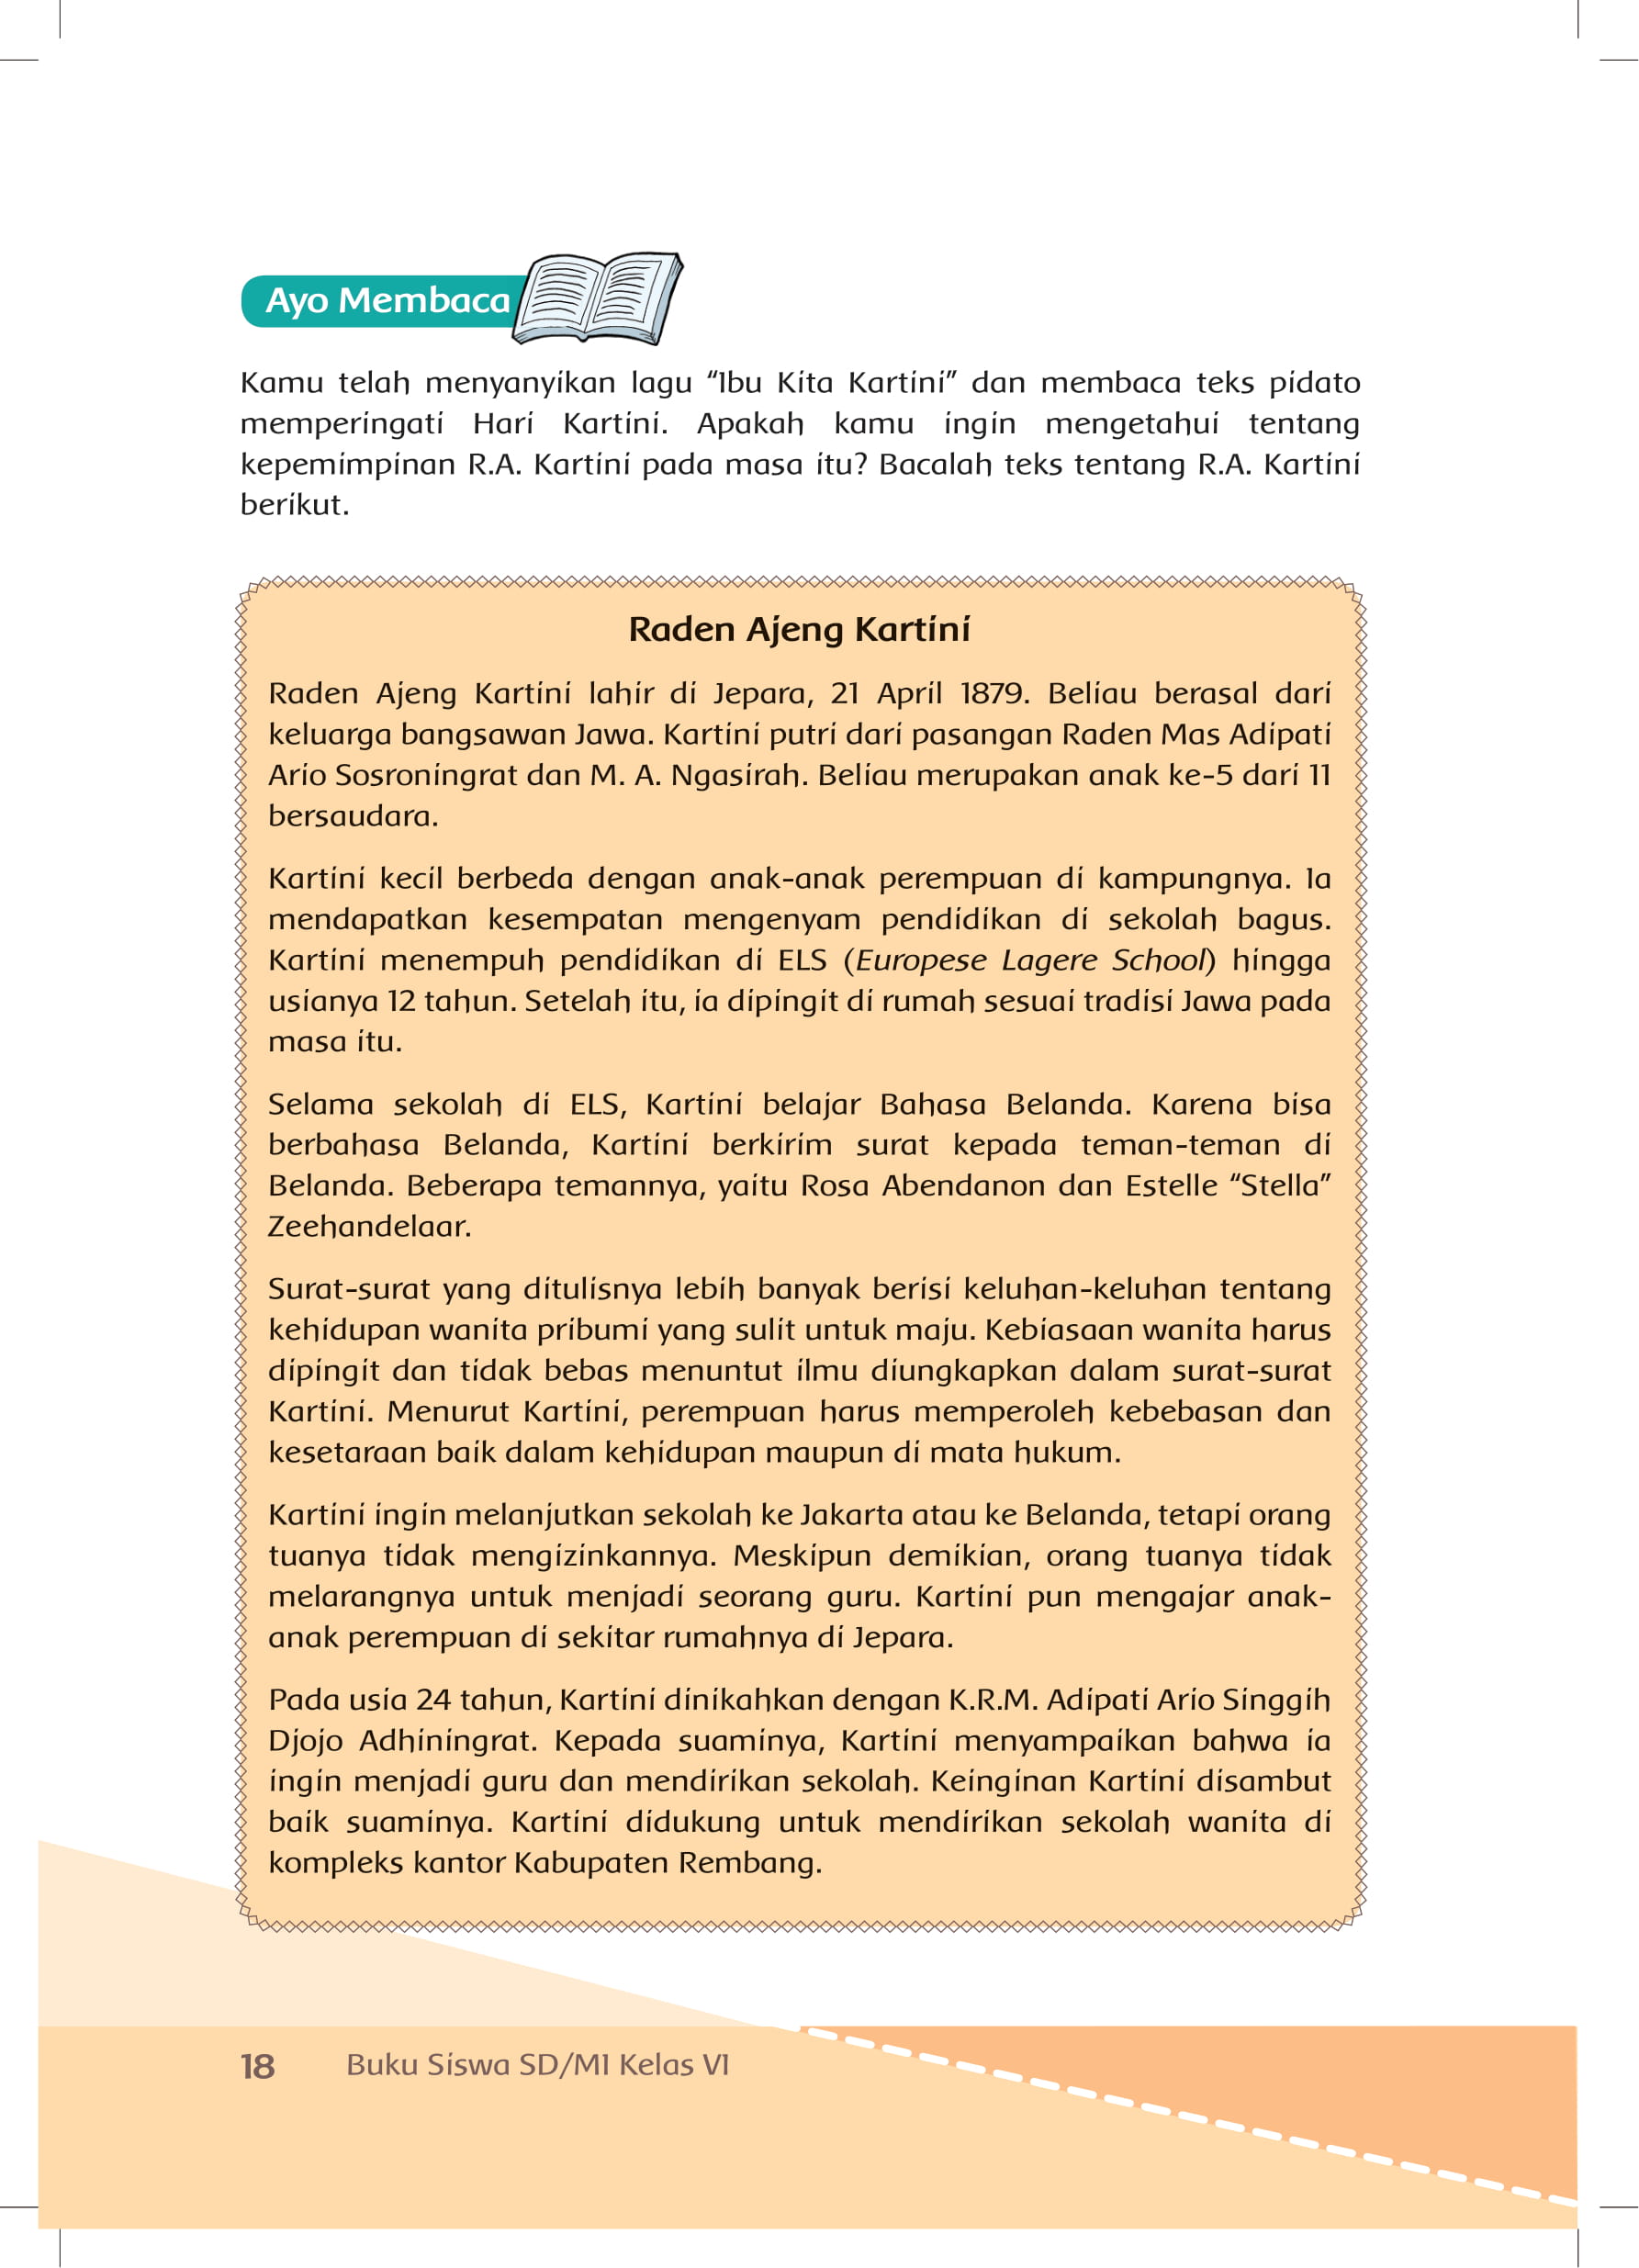 Ayo Membaca
Kamu telah menyanyikan lagu “Ibu Kita Kartini” dan membaca teks pidato
memperingati Hari Kartini. Apakah kamu ingin mengetahui tentang
kepemimpinan R.A. Kartini pada masa itu? Bacalah teks tentang R.A. Kartini
berikut.
Raden Ajeng Kartini
Raden Ajeng Kartini lahir di Jepara, 21 April 1879. Beliau berasal dari
keluarga bangsawan Jawa. Kartini putri dari pasangan Raden Mas Adipati
Ario Sosroningrat dan M. A. Ngasirah. Beliau merupakan anak ke-5 dari 11
bersaudara.
Kartini kecil berbeda dengan anak-anak perempuan di kampungnya. Ia
mendapatkan kesempatan mengenyam pendidikan di sekolah bagus.
Kartini menempuh pendidikan di ELS (Europese Lagere School) hingga
usianya 12 tahun. Setelah itu, ia dipingit di rumah sesuai tradisi Jawa pada
masa itu.
Selama sekolah di ELS, Kartini belajar Bahasa Belanda. Karena bisa
berbahasa Belanda, Kartini berkirim surat kepada teman-teman di
Belanda. Beberapa temannya, yaitu Rosa Abendanon dan Estelle “Stella”
Zeehandelaar.
Surat-surat yang ditulisnya lebih banyak berisi keluhan-keluhan tentang
kehidupan wanita pribumi yang sulit untuk maju. Kebiasaan wanita harus
dipingit dan tidak bebas menuntut ilmu diungkapkan dalam surat-surat
Kartini. Menurut Kartini, perempuan harus memperoleh kebebasan dan
kesetaraan baik dalam kehidupan maupun di mata hukum.
Kartini ingin melanjutkan sekolah ke Jakarta atau ke Belanda, tetapi orang
tuanya tidak mengizinkannya. Meskipun demikian, orang tuanya tidak
melarangnya untuk menjadi seorang guru. Kartini pun mengajar anak-
anak perempuan di sekitar rumahnya di Jepara.
Pada usia 24 tahun, Kartini dinikahkan dengan K.R.M. Adipati Ario Singgih
Djojo Adhiningrat. Kepada suaminya, Kartini menyampaikan bahwa ia
ingin menjadi guru dan mendirikan sekolah. Keinginan Kartini disambut
baik suaminya. Kartini didukung untuk mendirikan sekolah wanita di
kompleks kantor Kabupaten Rembang.
18 Buku Siswa SD/MI Kelas VI